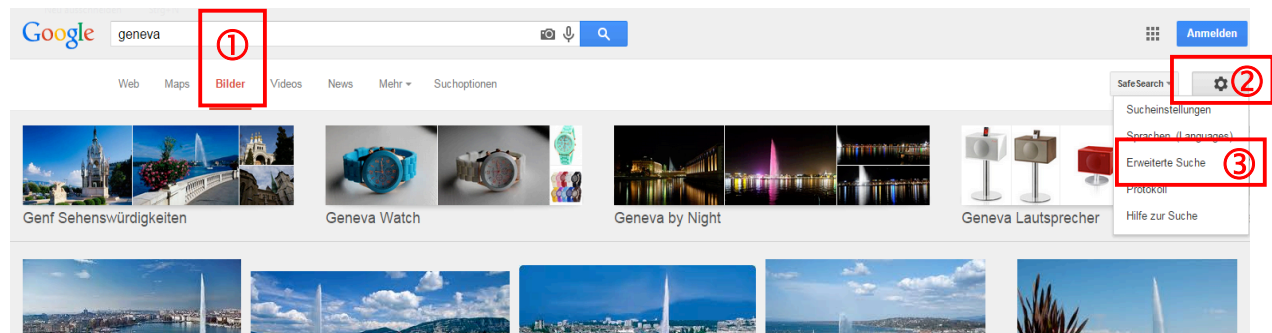 Google geneva Anmelden
①
Web Maps Bilder Videos News Mehr Suchoptionen SafeSearch
②
Sucheinstellungen
Sprachen (Languages)
Erweiterte Suche ③
Protokoll
Hilfe zur Suche
Genf Sehenswürdigkeiten Geneva Watch Geneva by Night Geneva Lautsprecher